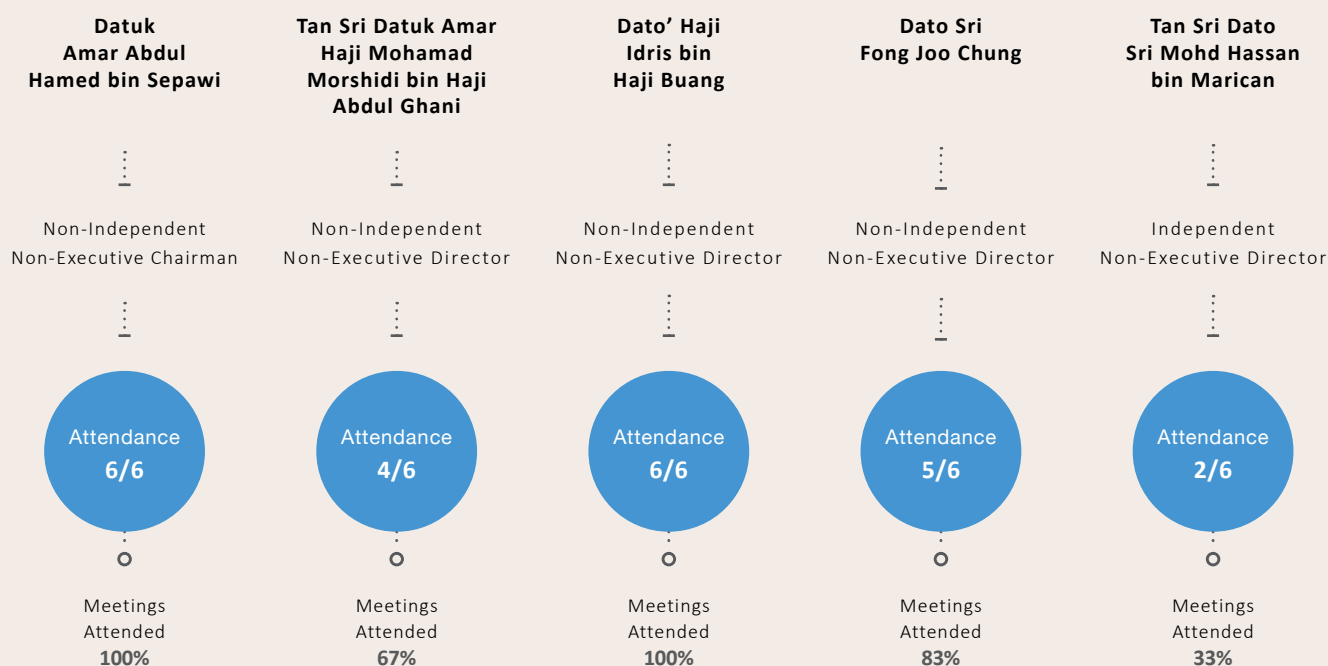 Datuk
Amar Abdul
Hamed bin Sepawi
Non-Independent
Non-Executive Chairman
Attendance
6/6
Meetings
Attended
100%
Tan Sri Datuk Amar
Haji Mohamad
Morshidi bin Haji
Abdul Ghani
Non-Independent
Non-Executive Director
Attendance
4/6
Meetings
Attended
67%
Dato’ Haji
Idris bin
Haji Buang
Non-Independent
Non-Executive Director
Attendance
6/6
Meetings
Attended
100%
Dato Sri
Fong Joo Chung
Non-Independent
Non-Executive Director
Attendance
5/6
Meetings
Attended
83%
Tan Sri Dato
Sri Mohd Hassan
bin Marican
Independent
Non-Executive Director
Attendance
2/6
Meetings
Attended
33%